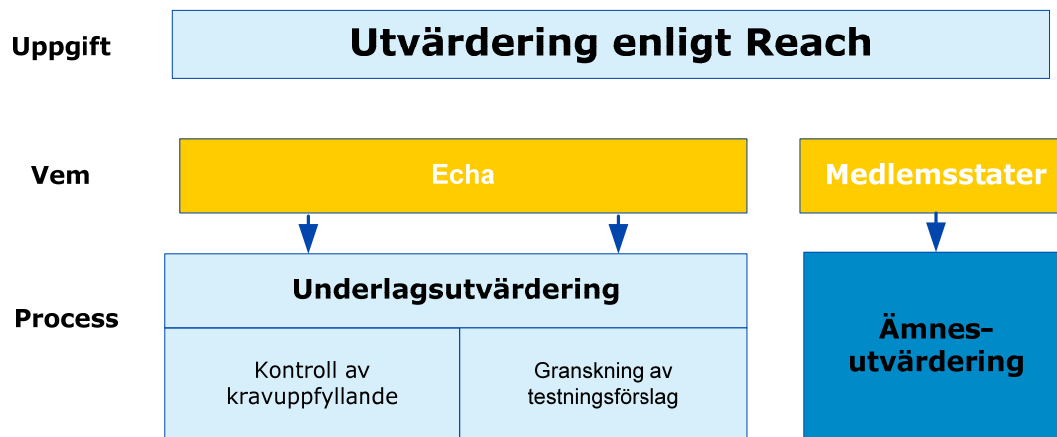 Uppgift
Utvärdering enligt Reach
Vem
Echa
Medlemsstater
Process
Underlagsutvärdering
Kontroll av
kravuppfyllande
Granskning av
testningsförslag
Ämnes-
utvärdering